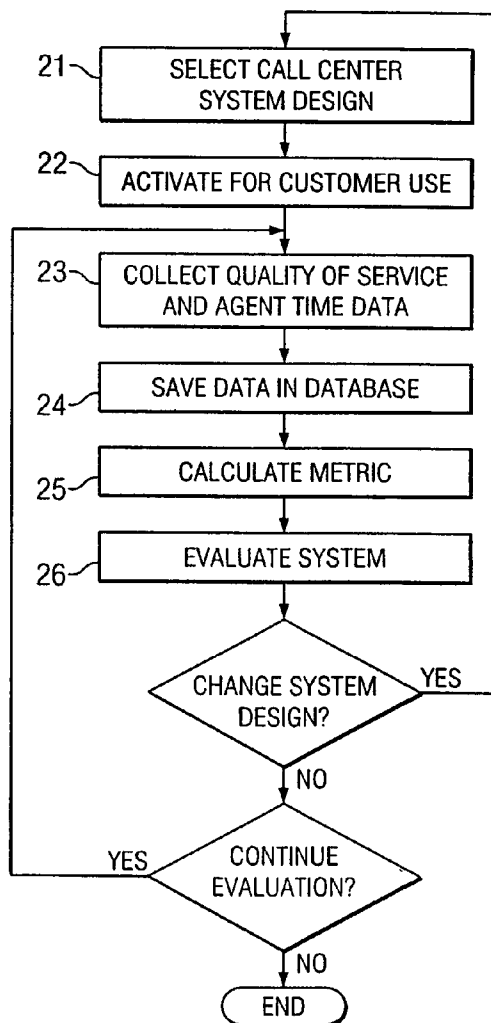 21
SELECT CALL CENTER
SYSTEM DESIGN
22
ACTIVATE FOR CUSTOMER USE
23
COLLECT QUALITY OF SERVICE
AND AGENT TIME DATA
24
SAVE DATA IN DATABASE
25
CALCULATE METRIC
26
EVALUATE SYSTEM
CHANGE SYSTEM
DESIGN?
YES
NO
YES
CONTINUE
EVALUATION?
NO
END